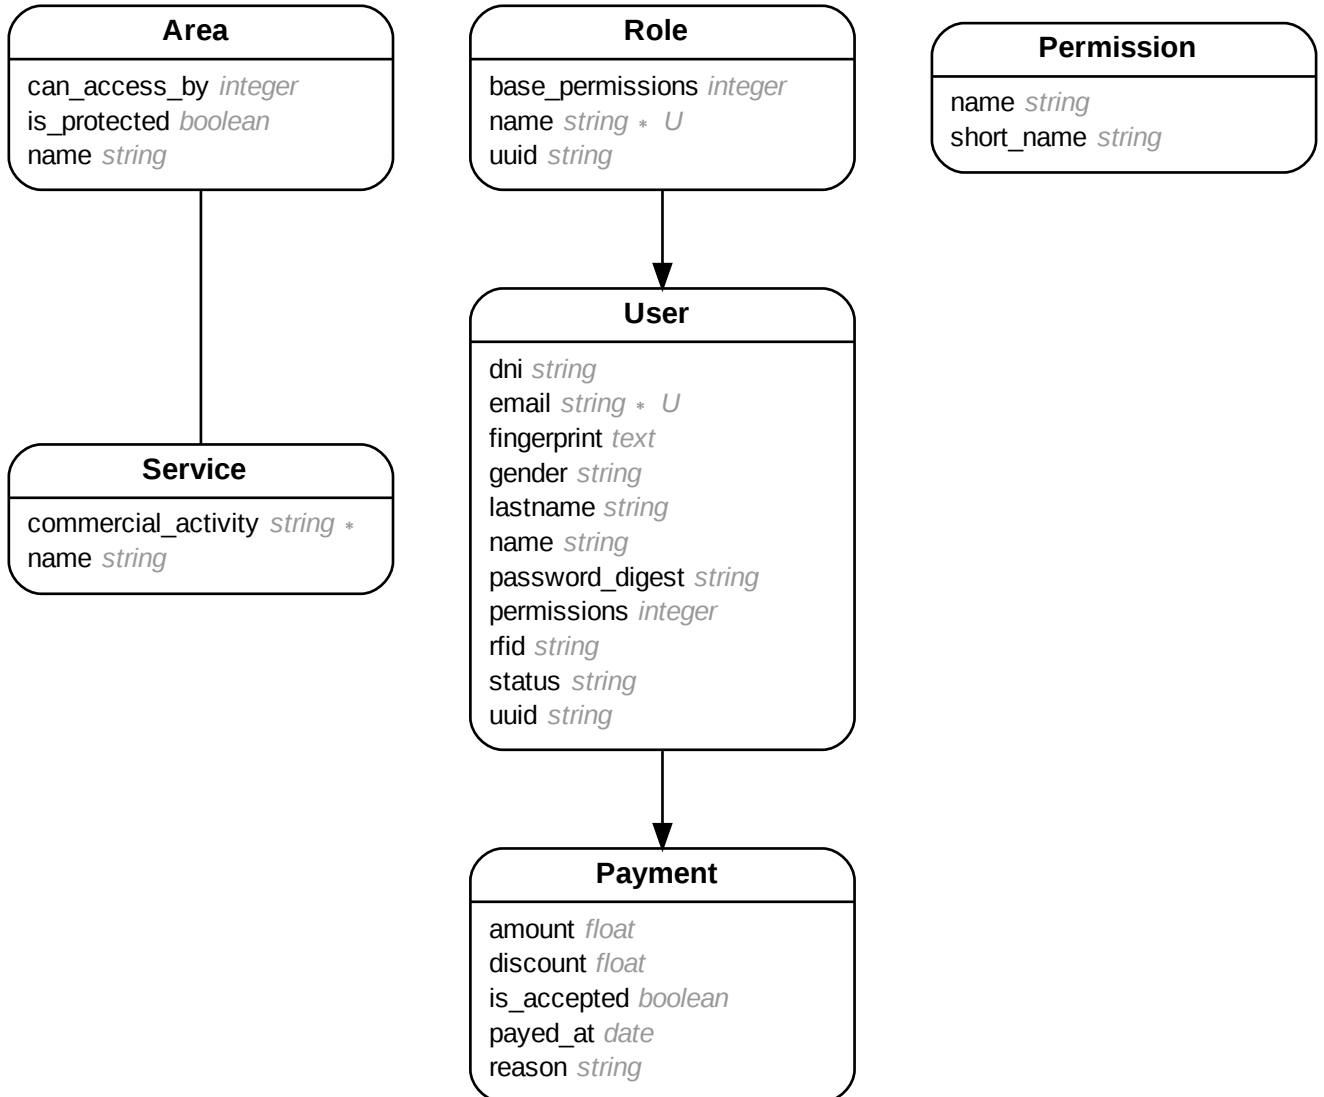 Area
can_access_by integer
is_protected boolean
name string
Role
base_permissions integer
name string * U
uuid string
Permission
name string
short_name string
User
dni string
email string * U
fingerprint text
gender string
lastname string
name string
password_digest string
permissions integer
rfid string
status string
uuid string
Service
commercial_activity string *
name string
Payment
amount float
discount float
is_accepted boolean
payed_at date
reason string